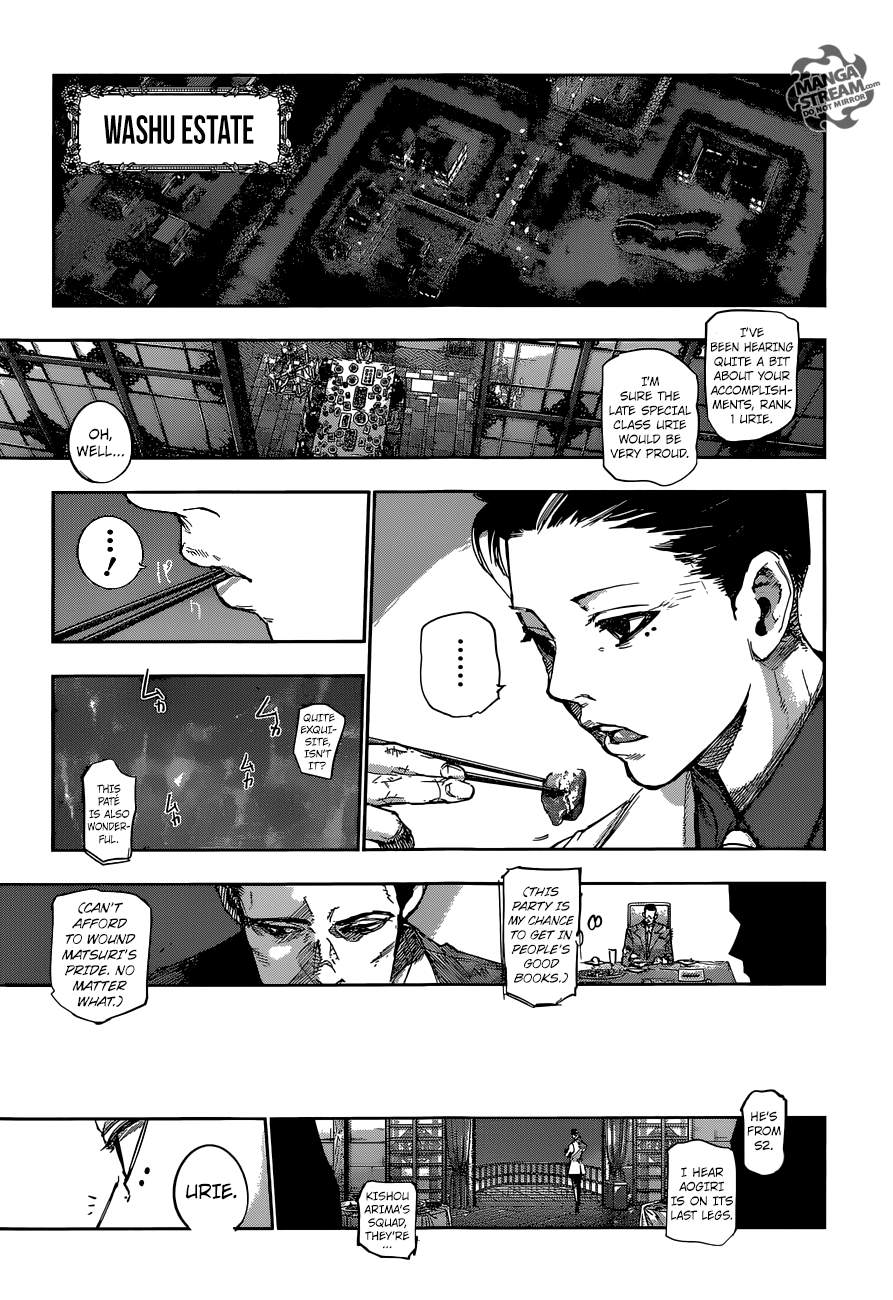 MANGA
STREAM.com
DO NOT MIRROR
WASHU ESTATE
I'VE
BEEN HEARING
QUITE A BIT
ABOUT YOUR
ACCOMPLISH-
MENTS, RANK
1 URIE.
I'M
SURE THE
LATE SPECIAL
CLASS URIE
WOULD BE
VERY PROUD.
OH,
WELL...
......
...!
QUITE
EXQUI-
SITE,
ISN'T
IT?
THIS
PATÉ
IS ALSO
WONDER-
FUL.
(THIS
PARTY IS
MY CHANCE
TO GET IN
PEOPLE'S
GOOD
BOOKS.)
(CAN'T
AFFORD
TO WOUND
MATSURI'S
PRIDE. NO
MATTER
WHAT.)
HE'S
FROM
S2.
I HEAR
AOGIRI
IS ON ITS
LAST LEGS.
KISHOU
ARIMA'S
SQUAD,
THEY'RE
...
URIE.